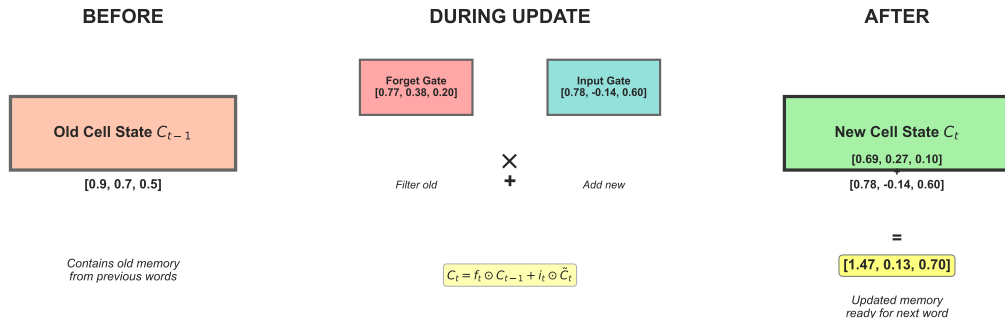 BEFORE
DURING UPDATE
AFTER
Forget Gate
[0.77, 0.38, 0.20]
Input Gate
[0.78, -0.14, 0.60]
Old Cell State $C_{t-1}$
[0.9, 0.7, 0.5]
×
+
Filter old
Add new
New Cell State $C_t$
[0.69, 0.27, 0.10]
+
[0.78, -0.14, 0.60]
=
[1.47, 0.13, 0.70]
Contains old memory
from previous words
$C_t = f_t \odot C_{t-1} + i_t \odot \tilde{C}_t$
Updated memory
ready for next word